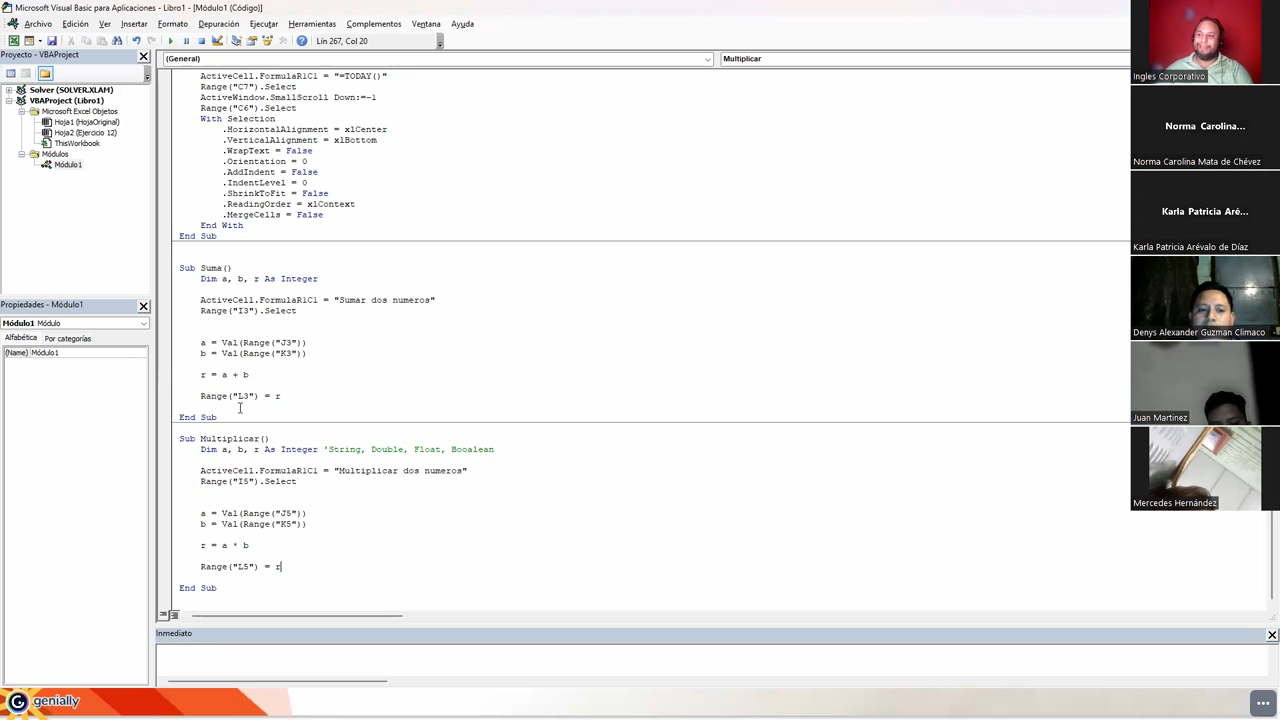 Microsoft Visual Basic para Aplicaciones - Libro1 - [Módulo1 (Código)]
Archivo Edición Ver Insertar Formato Depuración Ejecutar Herramientas Complementos Ventana Ayuda
Lín 267, Col 20
Proyecto - VBAProject
Solver (SOLVER.XLAM)
VBAProject (Libro1)
Microsoft Excel Objetos
Hoja1 (HojaOriginal)
Hoja2 (Ejercicio 12)
ThisWorkbook
Módulos
Módulo1
Propiedades - Módulo1
Módulo1 Módulo
Alfabética Por categorías
(Name) Módulo1
(General) Multiplicar
ActiveCell.FormulaR1C1 = "=TODAY()"
Range("C7").Select
ActiveWindow.SmallScroll Down:=-1
Range("C6").Select
With Selection
.HorizontalAlignment = xlCenter
.VerticalAlignment = xlBottom
.WrapText = False
.Orientation = 0
.AddIndent = False
.IndentLevel = 0
.ShrinkToFit = False
.ReadingOrder = xlContext
.MergeCells = False
End With
End Sub
Sub Suma()
Dim a, b, r As Integer
ActiveCell.FormulaR1C1 = "Sumar dos numeros"
Range("I3").Select
a = Val(Range("J3"))
b = Val(Range("K3"))
r = a + b
Range("L3") = r
End Sub
Sub Multiplicar()
Dim a, b, r As Integer 'String, Double, Float, Booalean
ActiveCell.FormulaR1C1 = "Multiplicar dos numeros"
Range("I5").Select
a = Val(Range("J5"))
b = Val(Range("K5"))
r = a * b
Range("L5") = r
End Sub
Inmediato
genially
Ingles Corporativo
Norma Carolina...
Norma Carolina Mata de Chévez
Karla Patricia Aré...
Karla Patricia Arévalo de Díaz
Denys Alexander Guzman Climaco
Juan Martinez
Mercedes Hernández